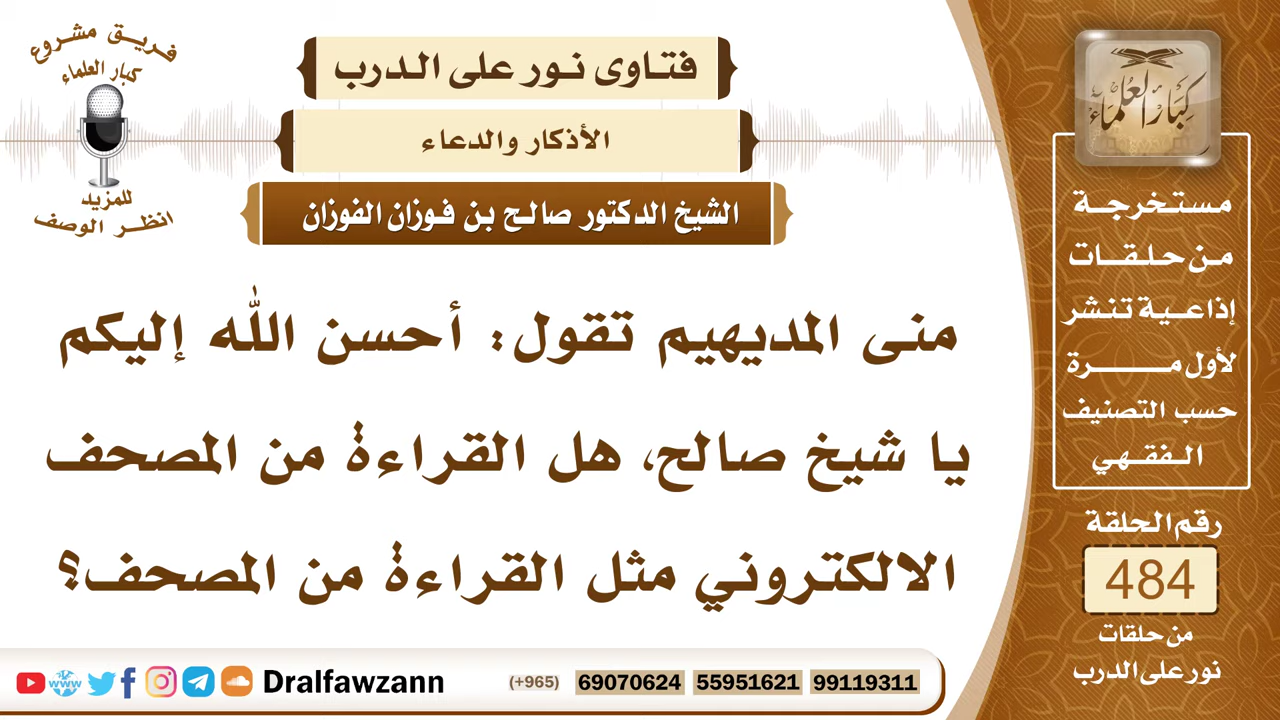 فريق مشروع
كبار العلماء
للمزيد
انظر الوصف
فتاوى نور على الدرب
الأذكار والدعاء
الشيخ الدكتور صالح بن فوزان الفوزان
منى المديهيم تقول: أحسن الله إليكم
يا شيخ صالح، هل القراءة من المصحف
الالكتروني مثل القراءة من المصحف؟
كبار العلماء
مستخرجة
من حلقات
إذاعية تنشر
لأول مرة
حسب التصنيف
الفقهي
رقم الحلقة
484
من حلقات
نور على الدرب
www
Dralfawzann (+965) 69070624 55951621 99119311